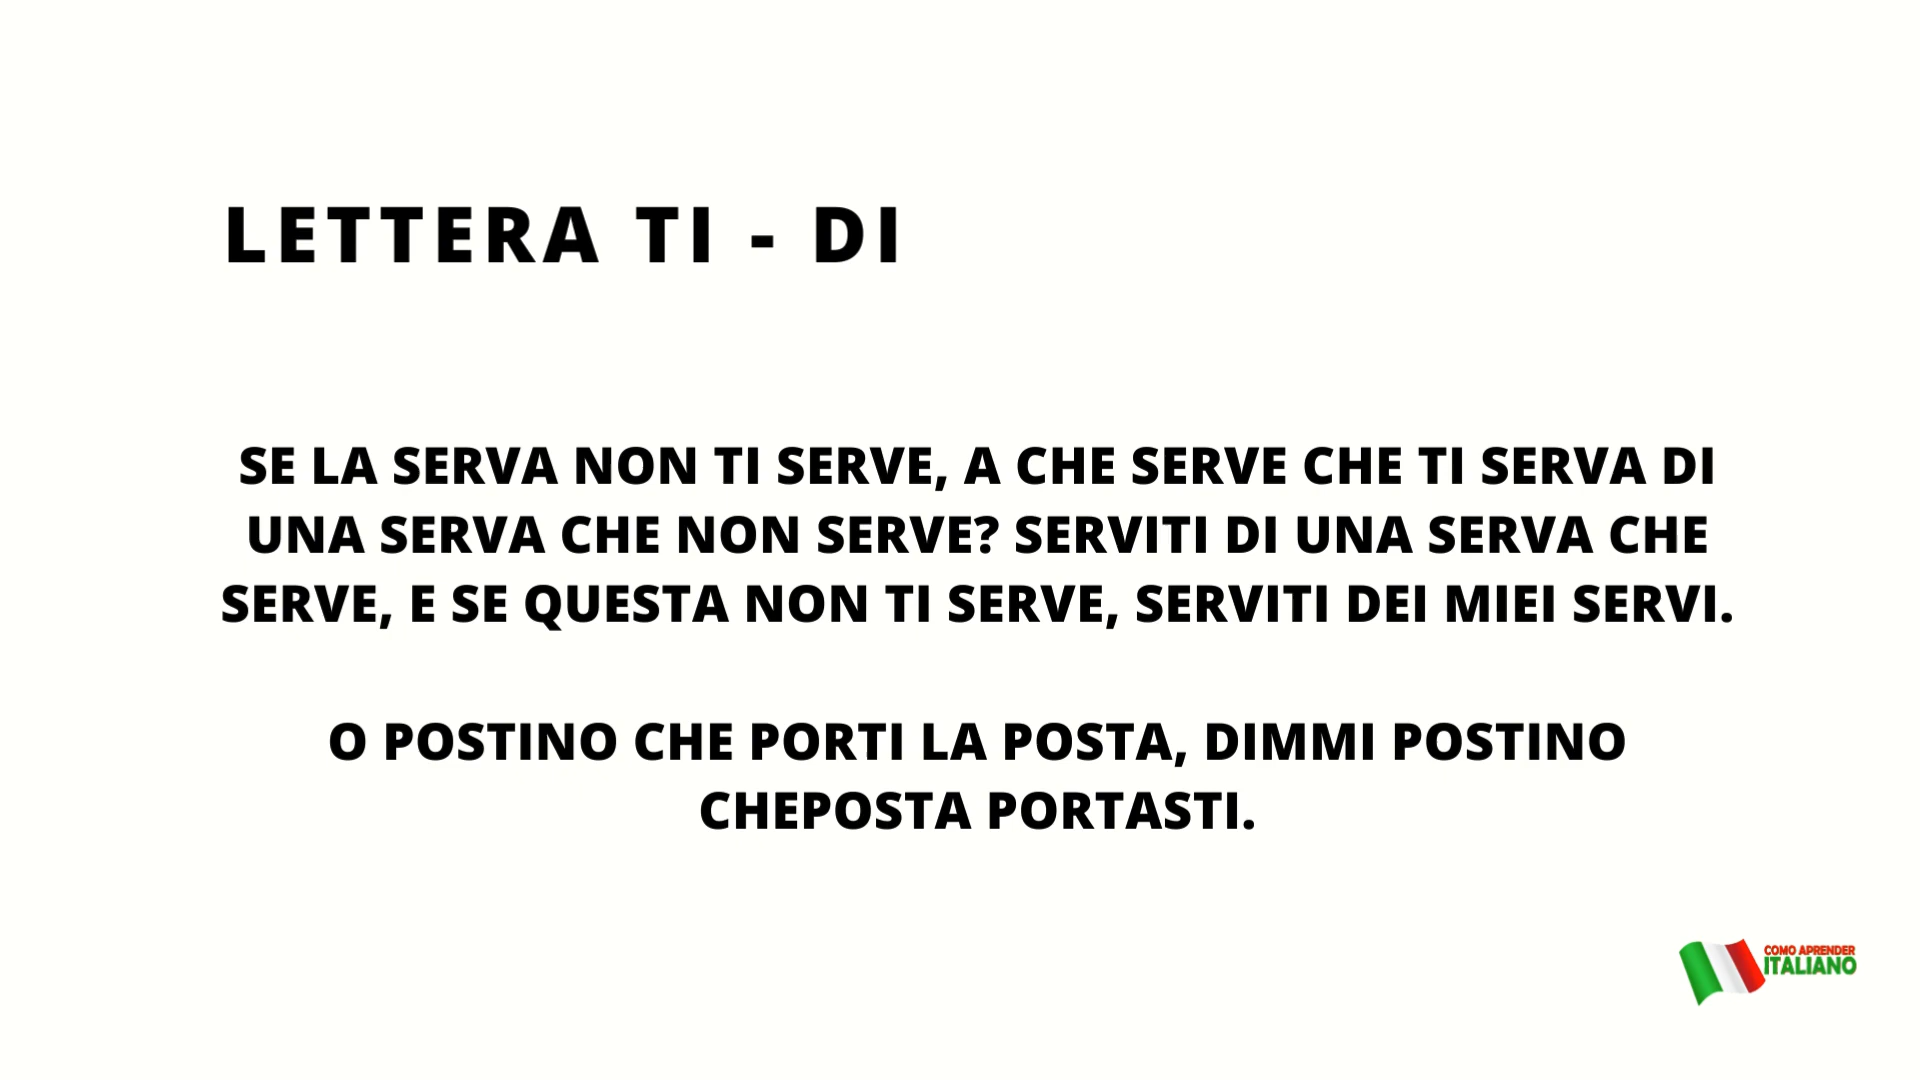 LETTERA TI - DI
SE LA SERVA NON TI SERVE, A CHE SERVE CHE TI SERVA DI
UNA SERVA CHE NON SERVE? SERVITI DI UNA SERVA CHE
SERVE, E SE QUESTA NON TI SERVE, SERVITI DEI MIEI SERVI.
O POSTINO CHE PORTI LA POSTA, DIMMI POSTINO
CHEPOSTA PORTASTI.
COMO APRENDER
ITALIANO